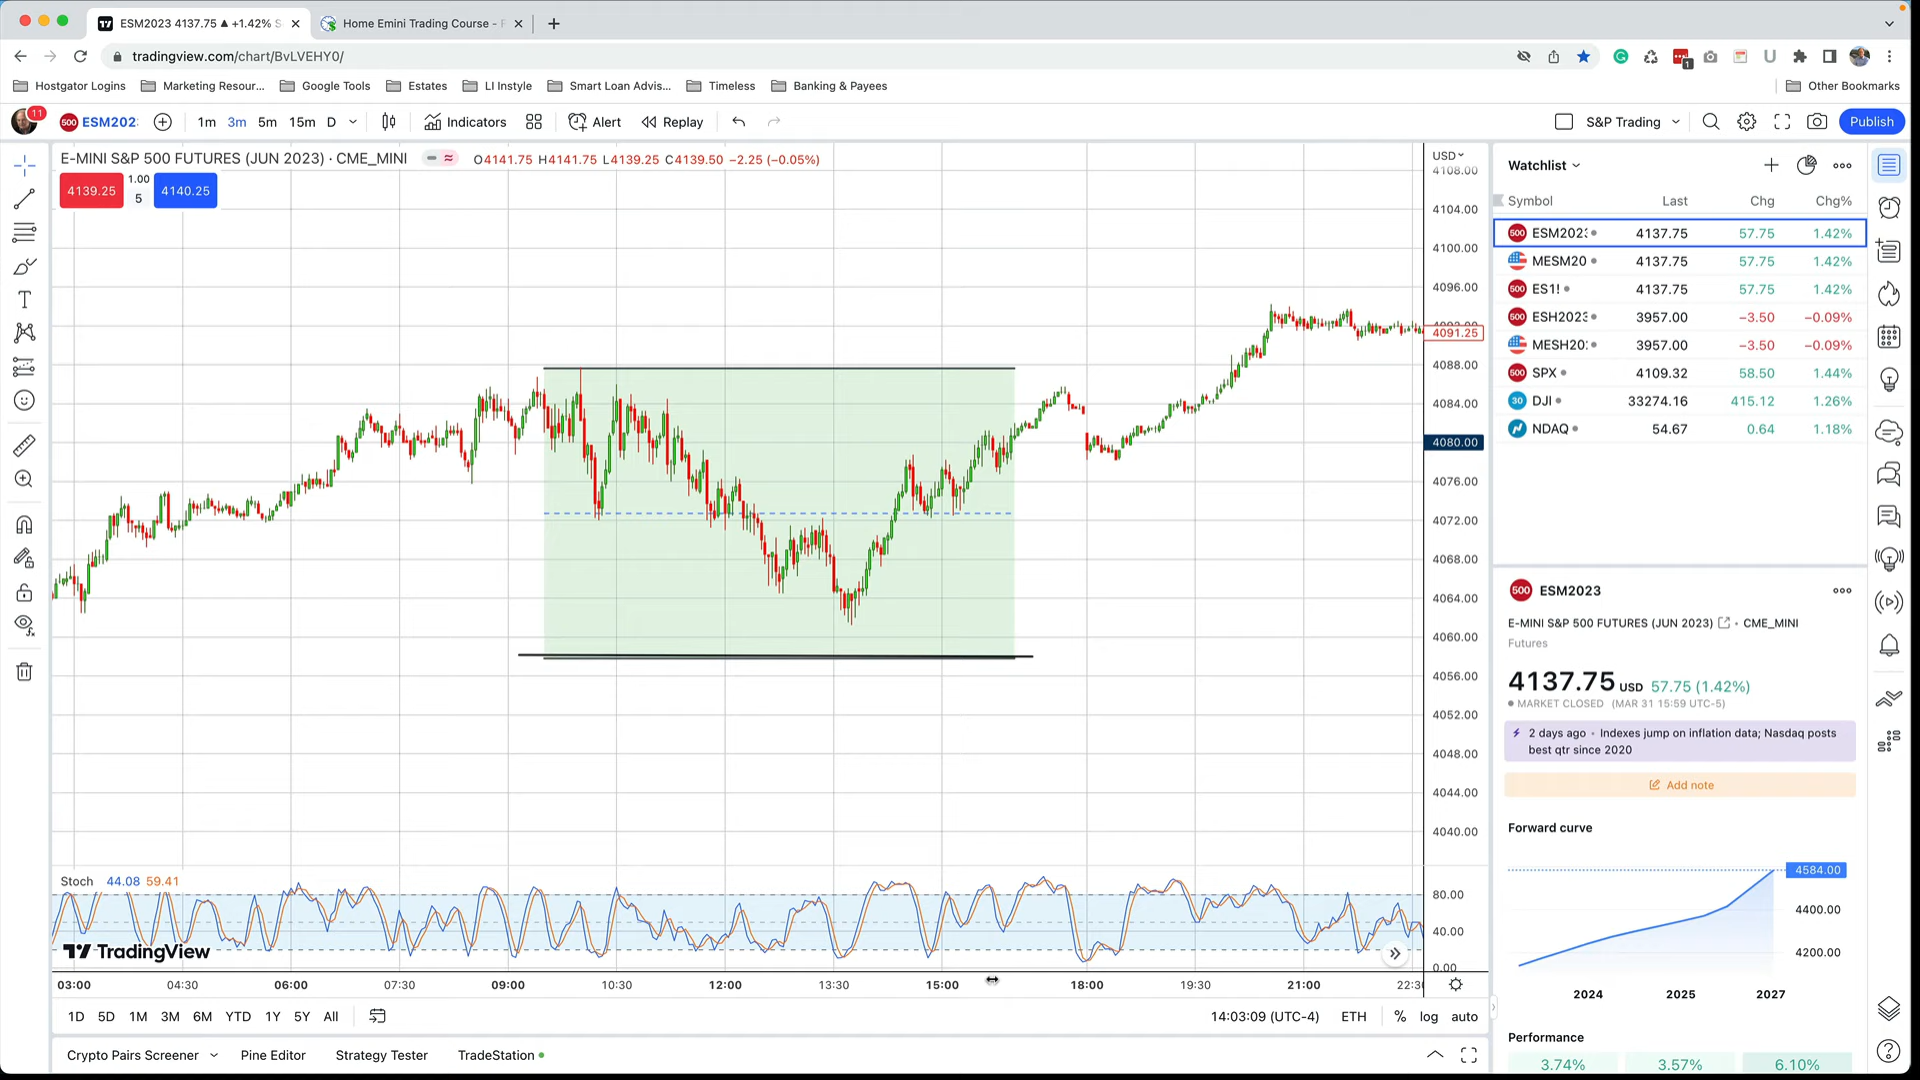 ESM2023 4137.75 ▲ +1.42% S
Home Emini Trading Course -
tradingview.com/chart/BvLVEHY0/
Hostgator Logins
Marketing Resour...
Google Tools
Estates
LI Instyle
Smart Loan Advis...
Timeless
Banking & Payees
Other Bookmarks
11
500 ESM202
1m 3m 5m 15m D
Indicators
Alert
Replay
S&P Trading
Publish
E-MINI S&P 500 FUTURES (JUN 2023) · CME_MINI
O4141.75 H4141.75 L4139.25 C4139.50 −2.25 (−0.05%)
4139.25
1.00
5
4140.25
USD
4108.00
4104.00
4100.00
4096.00
4091.25
4088.00
4084.00
4080.00
4076.00
4072.00
4068.00
4064.00
4060.00
4056.00
4052.00
4048.00
4044.00
4040.00
Stoch 44.08 59.41
80.00
40.00
0.00
TradingView
03:00 04:30 06:00 07:30 09:00 10:30 12:00 13:30 15:00 18:00 19:30 21:00 22:30
1D 5D 1M 3M 6M YTD 1Y 5Y All
14:03:09 (UTC-4) ETH % log auto
Crypto Pairs Screener
Pine Editor
Strategy Tester
TradeStation
Watchlist
Symbol Last Chg Chg%
500 ESM2023 4137.75 57.75 1.42%
MESM20 4137.75 57.75 1.42%
500 ES1! 4137.75 57.75 1.42%
500 ESH2023 3957.00 −3.50 −0.09%
MESH20 3957.00 −3.50 −0.09%
500 SPX 4109.32 58.50 1.44%
30 DJI 33274.16 415.12 1.26%
NDAQ 54.67 0.64 1.18%
500 ESM2023
E-MINI S&P 500 FUTURES (JUN 2023) · CME_MINI
Futures
4137.75 USD 57.75 (1.42%)
MARKET CLOSED (MAR 31 15:59 UTC-5)
2 days ago · Indexes jump on inflation data; Nasdaq posts
best qtr since 2020
Add note
Forward curve
4584.00
4400.00
4200.00
2024 2025 2027
Performance
3.74% 3.57% 6.10%